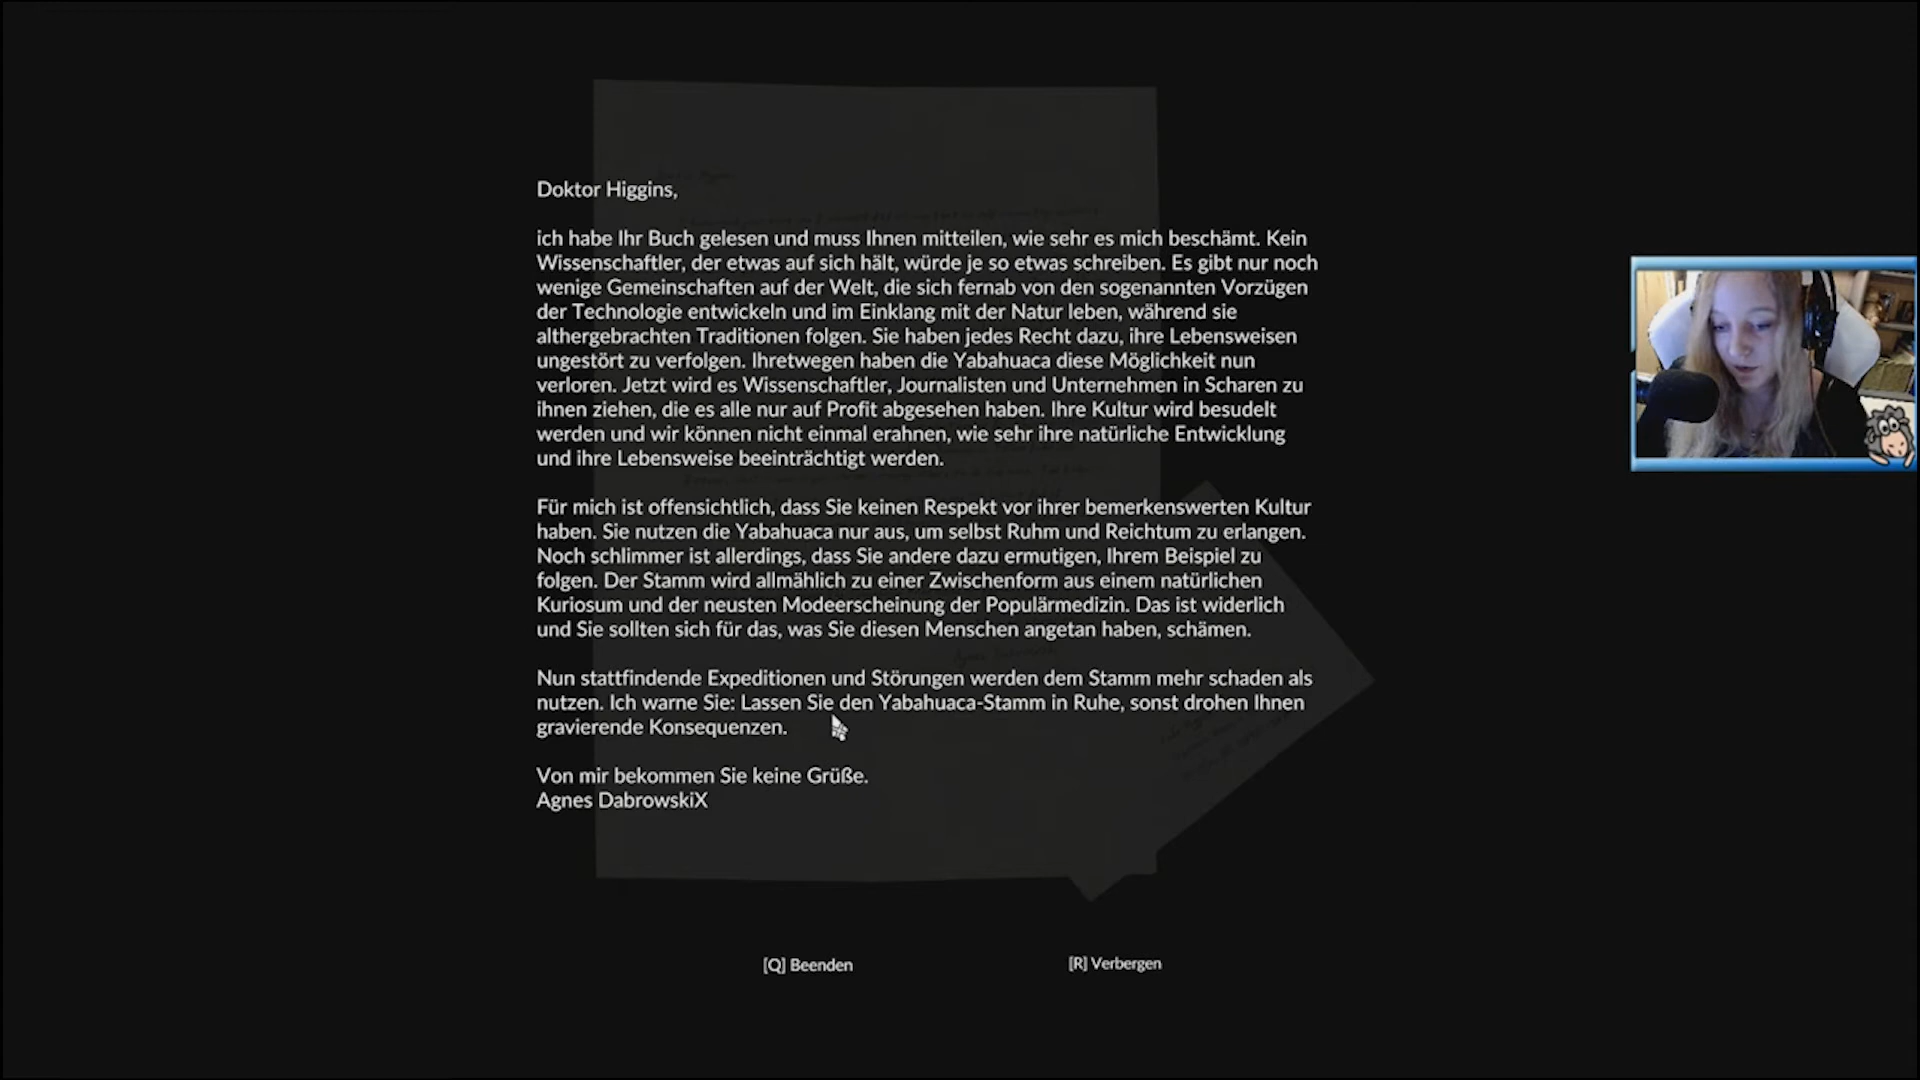 Doktor Higgins,
ich habe Ihr Buch gelesen und muss Ihnen mitteilen, wie sehr es mich beschämt. Kein
Wissenschaftler, der etwas auf sich hält, würde je so etwas schreiben. Es gibt nur noch
wenige Gemeinschaften auf der Welt, die sich fernab von den sogenannten Vorzügen
der Technologie entwickeln und im Einklang mit der Natur leben, während sie
althergebrachten Traditionen folgen. Sie haben jedes Recht dazu, ihre Lebensweisen
ungestört zu verfolgen. Ihretwegen haben die Yabahuaca diese Möglichkeit nun
verloren. Jetzt wird es Wissenschaftler, Journalisten und Unternehmen in Scharen zu
ihnen ziehen, die es alle nur auf Profit abgesehen haben. Ihre Kultur wird besudelt
werden und wir können nicht einmal erahnen, wie sehr ihre natürliche Entwicklung
und ihre Lebensweise beeinträchtigt werden.
Für mich ist offensichtlich, dass Sie keinen Respekt vor ihrer bemerkenswerten Kultur
haben. Sie nutzen die Yabahuaca nur aus, um selbst Ruhm und Reichtum zu erlangen.
Noch schlimmer ist allerdings, dass Sie andere dazu ermutigen, Ihrem Beispiel zu
folgen. Der Stamm wird allmählich zu einer Zwischenform aus einem natürlichen
Kuriosum und der neusten Modeerscheinung der Populärmedizin. Das ist widerlich
und Sie sollten sich für das, was Sie diesen Menschen angetan haben, schämen.
Nun stattfindende Expeditionen und Störungen werden dem Stamm mehr schaden als
nutzen. Ich warne Sie: Lassen Sie den Yabahuaca-Stamm in Ruhe, sonst drohen Ihnen
gravierende Konsequenzen.
Von mir bekommen Sie keine Grüße.
Agnes DabrowskiX
[Q] Beenden
[R] Verbergen